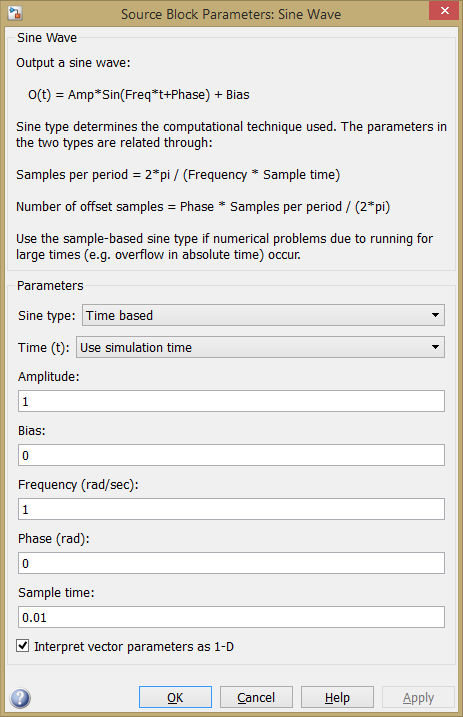 Source Block Parameters: Sine Wave
Sine Wave
Output a sine wave:
O(t) = Amp*Sin(Freq*t+Phase) + Bias
Sine type determines the computational technique used. The parameters in
the two types are related through:
Samples per period = 2*pi / (Frequency * Sample time)
Number of offset samples = Phase * Samples per period / (2*pi)
Use the sample-based sine type if numerical problems due to running for
large times (e.g. overflow in absolute time) occur.
Parameters
Sine type: Time based
Time (t): Use simulation time
Amplitude:
1
Bias:
0
Frequency (rad/sec):
1
Phase (rad):
0
Sample time:
0.01
Interpret vector parameters as 1-D
? OK Cancel Help Apply